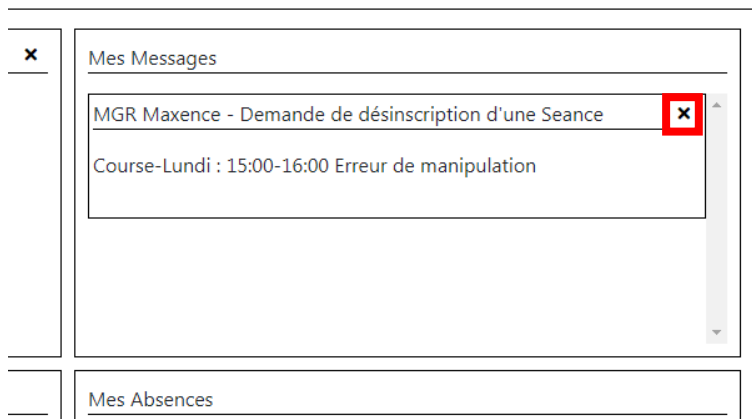 Mes Messages
MGR Maxence - Demande de désinscription d'une Seance
Course-Lundi : 15:00-16:00 Erreur de manipulation
Mes Absences